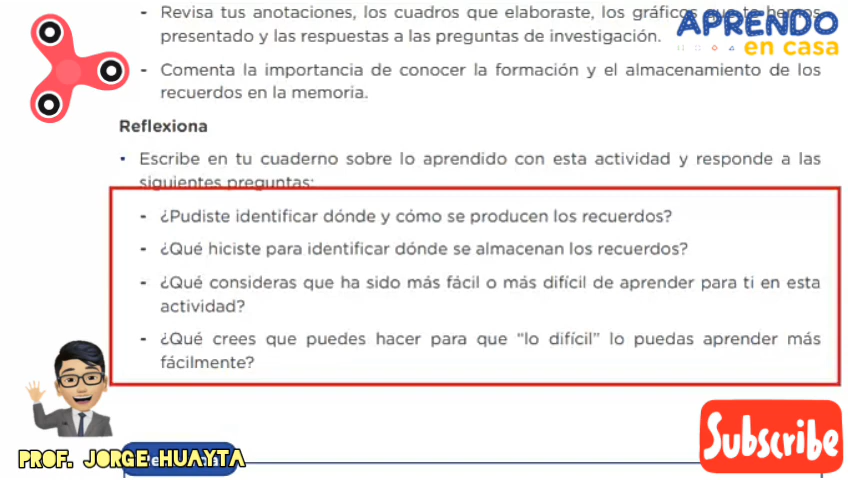 - Revisa tus anotaciones, los cuadros que elaboraste, los gráficos que te hemos
presentado y las respuestas a las preguntas de investigación.
APRENDO
en casa
- Comenta la importancia de conocer la formación y el almacenamiento de los
recuerdos en la memoria.
Reflexiona
• Escribe en tu cuaderno sobre lo aprendido con esta actividad y responde a las
siguientes preguntas:
- ¿Pudiste identificar dónde y cómo se producen los recuerdos?
- ¿Qué hiciste para identificar dónde se almacenan los recuerdos?
- ¿Qué consideras que ha sido más fácil o más difícil de aprender para ti en esta
actividad?
- ¿Qué crees que puedes hacer para que “lo difícil” lo puedas aprender más
fácilmente?
Subscribe
PROF. JORGE HUAYTA